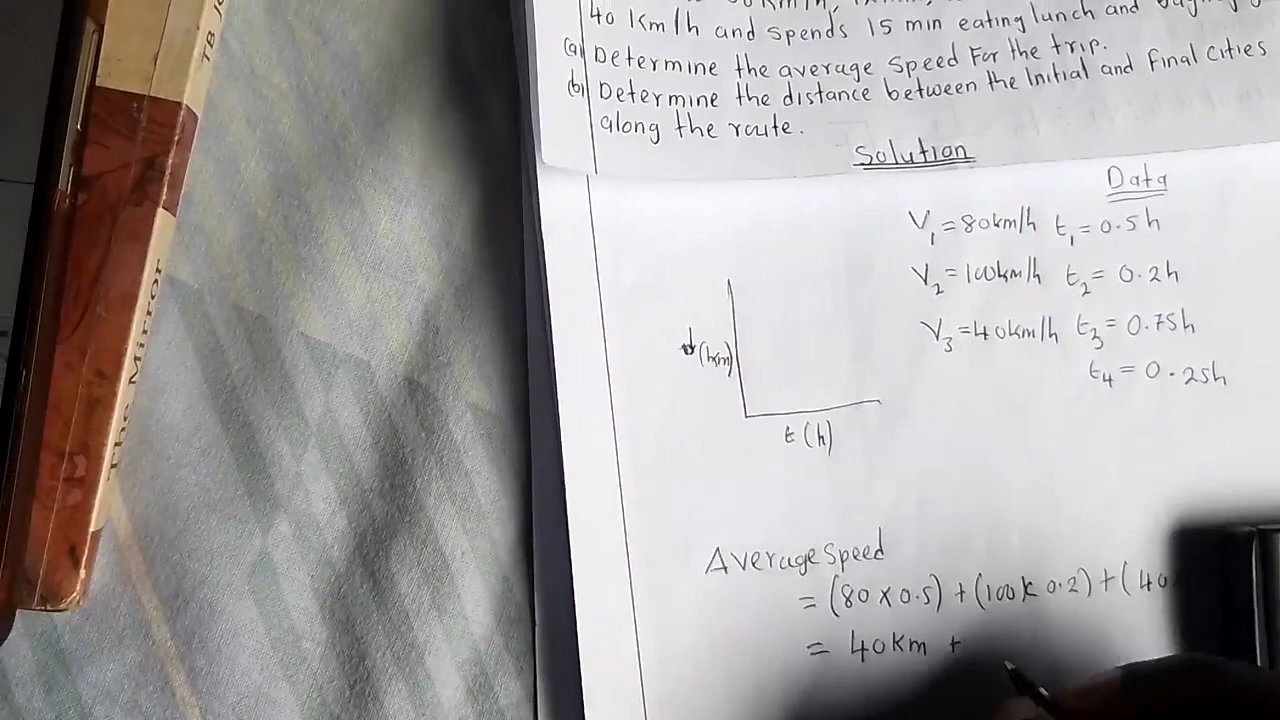 40 km/h and spends 15 min eating lunch and
(a) Determine the average speed For the trip.
(b) Determine the distance between the Initial and Final Cities
along the route.
Solution
Data
V₁ = 80km/h t₁ = 0.5h
V₂ = 100km/h t₂ = 0.2h
V₃ = 40km/h t₃ = 0.75h
t₄ = 0.25h
(km)
t (h)
Average Speed
= (80 x 0.5) + (100 x 0.2) + (40
= 40km +
The Mirror
TB